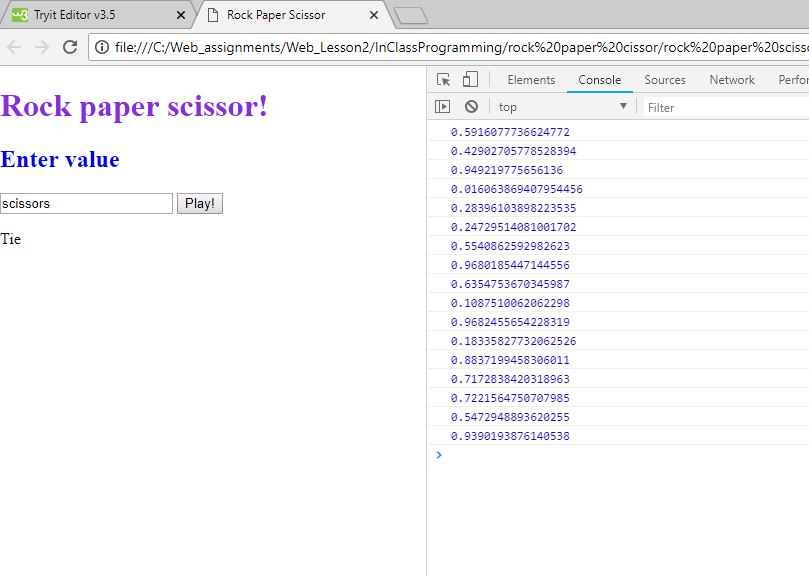 Tryit Editor v3.5
Rock Paper Scissor
file:///C:/Web_assignments/Web_Lesson2/InClassProgramming/rock%20paper%20cissor/rock%20paper%20scisso
Rock paper scissor!
Enter value
scissors Play!
Tie
Elements Console Sources Network Perfor
top Filter
0.5916077736624772
0.42902705778528394
0.949219775656136
0.016063869407954456
0.28396103898223535
0.24729514081001702
0.5540862592982623
0.9680185447144556
0.6354753670345987
0.1087510062062298
0.9682455654228319
0.18335827732062526
0.8837199458306011
0.7172838420318963
0.7221564750707985
0.5472948893620255
0.9390193876140538